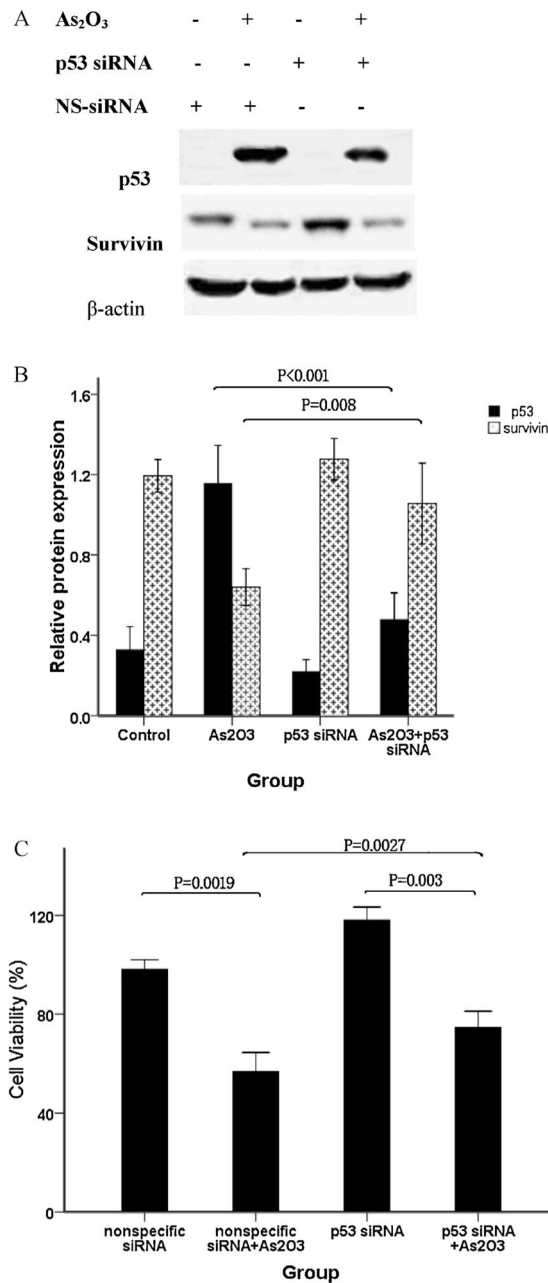 A
As₂O₃ - + - +
p53 siRNA - - + +
NS-siRNA + + - -
p53
Survivin
β-actin
B
P<0.001
P=0.008
p53
survivin
1.6
1.2
0.8
0.4
0.0
Relative protein expression
Control As2O3 p53 siRNA As2O3+p53
siRNA
Group
C
P=0.0027
P=0.0019 P=0.003
120
80
40
0
Cell Viability (%)
nonspecific nonspecific p53 siRNA p53 siRNA
siRNA siRNA+As2O3 +As2O3
Group